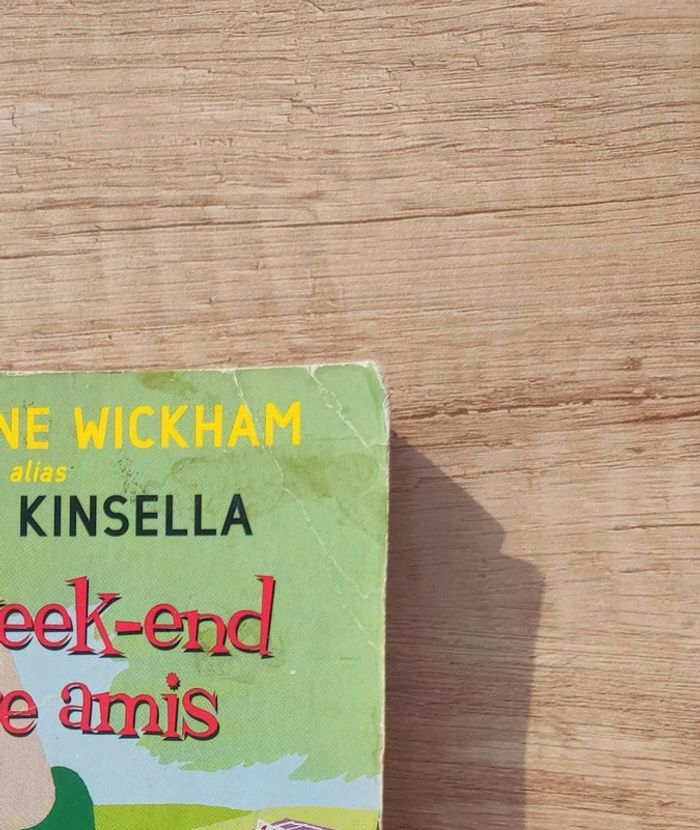 NE WICKHAM
alias
KINSELLA
eek-end
e amis